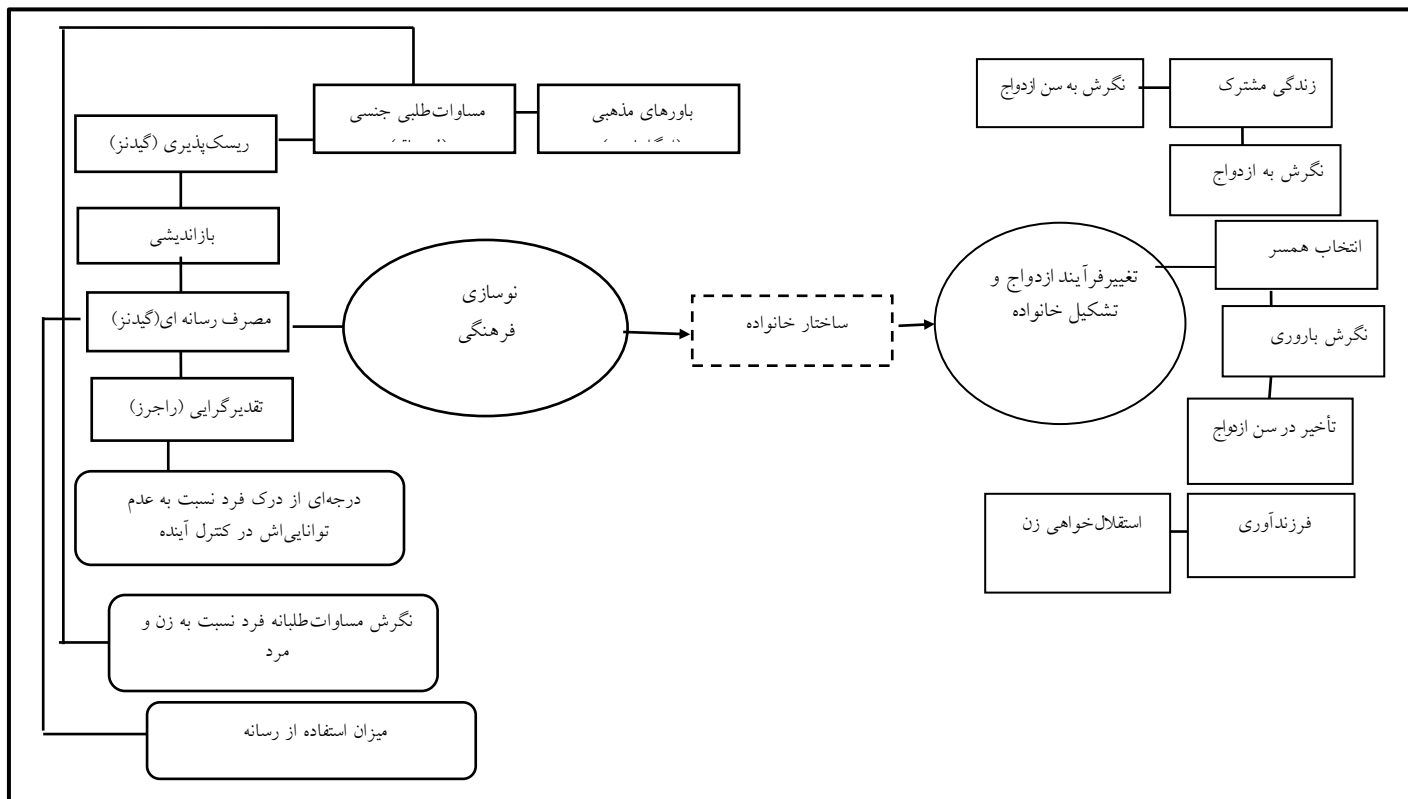 زندگی مشترک
نگرش به سن ازدواج
نگرش به ازدواج
انتخاب همسر
نگرش باروری
تأخیر در سن ازدواج
فرزندآوری
استقلال‌خواهی زن
تغییرفرآیند ازدواج و
تشکیل خانواده
ساختار خانواده
نوسازی
فرهنگی
باورهای مذهبی
مساوات‌طلبی جنسی
ریسک‌پذیری (گیدنز)
بازاندیشی
مصرف رسانه ای(گیدنز)
تقدیرگرایی (راجرز)
درجه‌ای از درک فرد نسبت به عدم
توانایی‌اش در کنترل آینده
نگرش مساوات‌طلبانه فرد نسبت به زن و
مرد
میزان استفاده از رسانه